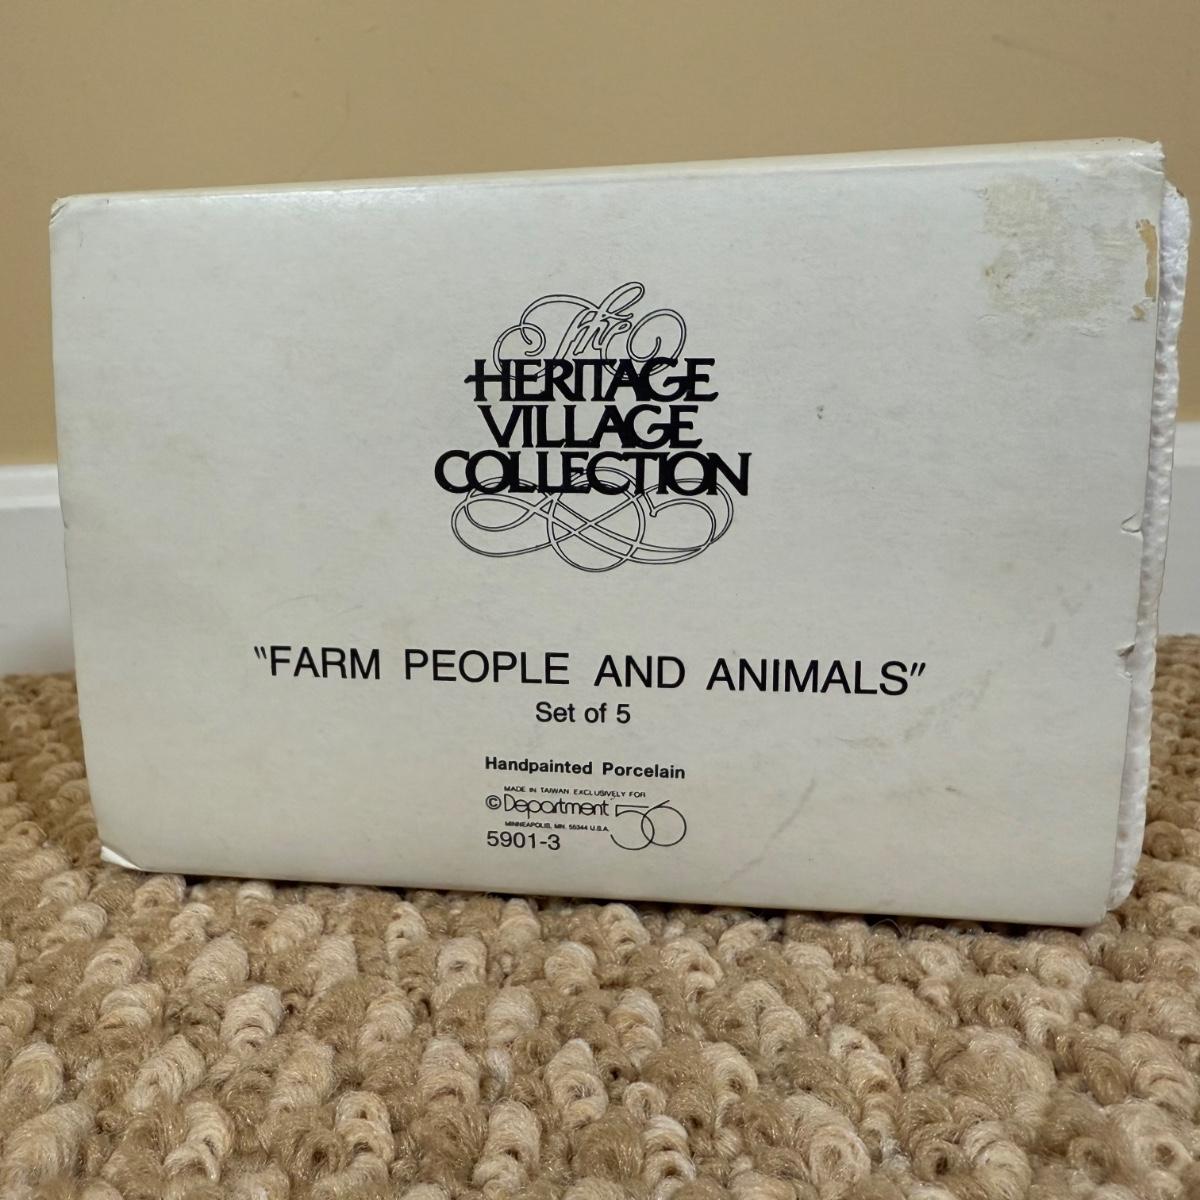 The
HERITAGE
VILLAGE
COLLECTION
"FARM PEOPLE AND ANIMALS"
Set of 5
Handpainted Porcelain
MADE IN TAIWAN EXCLUSIVELY FOR
© Department 56
MINNEAPOLIS, MN. 55344 U.S.A.
5901-3